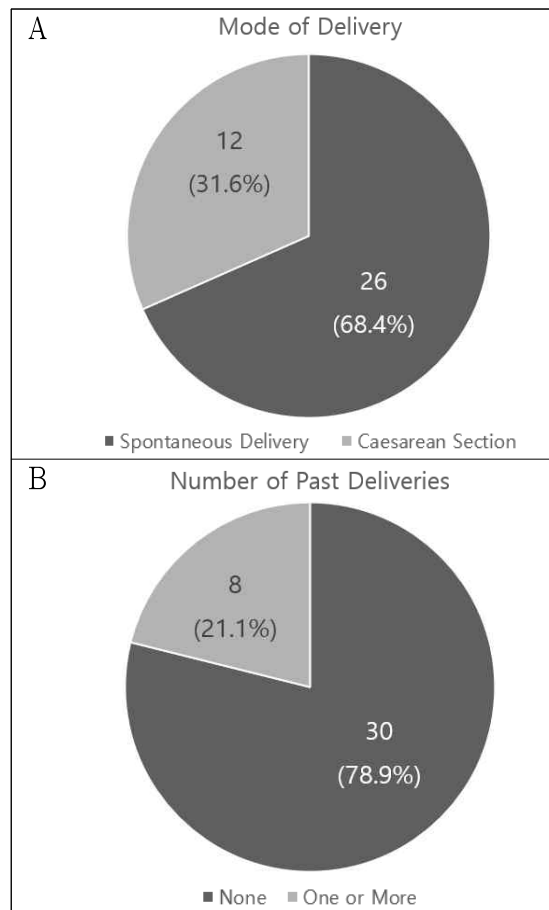 A
Mode of Delivery
12
(31.6%)
26
(68.4%)
Spontaneous Delivery Caesarean Section
B
Number of Past Deliveries
8
(21.1%)
30
(78.9%)
None One or More